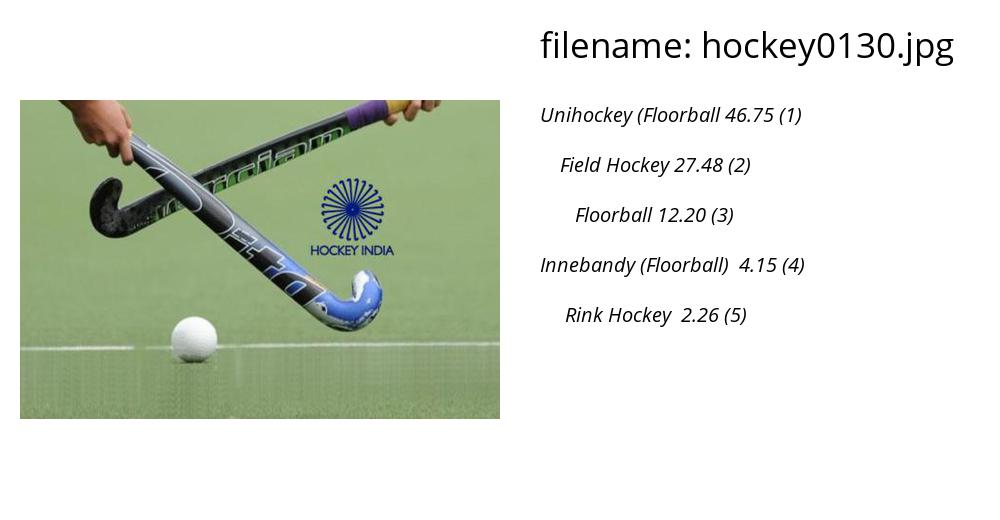 filename: hockey0130.jpg
Unihockey (Floorball 46.75 (1)
Field Hockey 27.48 (2)
Floorball 12.20 (3)
Innebandy (Floorball) 4.15 (4)
Rink Hockey 2.26 (5)
HOCKEY INDIA